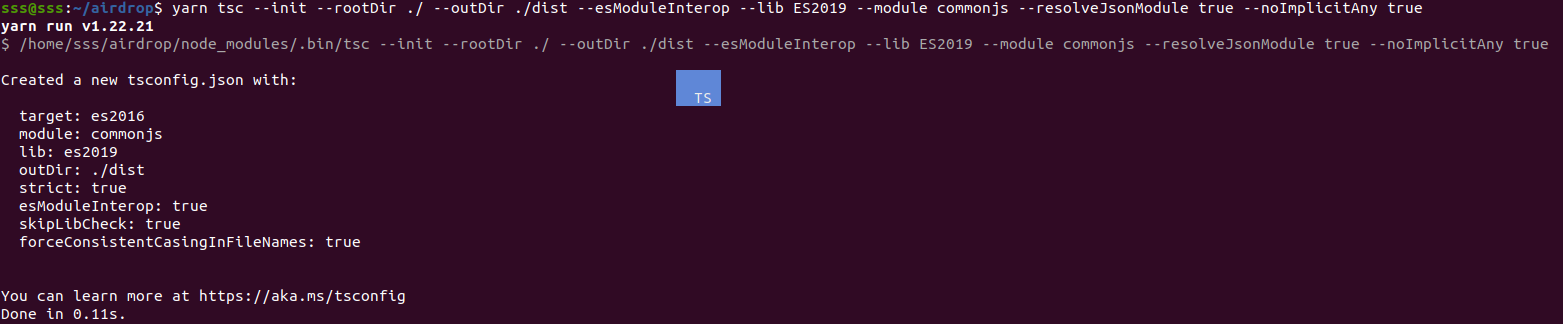 sss@sss:~/airdrop$ yarn tsc --init --rootDir ./ --outDir ./dist --esModuleInterop --lib ES2019 --module commonjs --resolveJsonModule true --noImplicitAny true
yarn run v1.22.21
$ /home/sss/airdrop/node_modules/.bin/tsc --init --rootDir ./ --outDir ./dist --esModuleInterop --lib ES2019 --module commonjs --resolveJsonModule true --noImplicitAny true
Created a new tsconfig.json with:
TS
target: es2016
module: commonjs
lib: es2019
outDir: ./dist
strict: true
esModuleInterop: true
skipLibCheck: true
forceConsistentCasingInFileNames: true
You can learn more at https://aka.ms/tsconfig
Done in 0.11s.